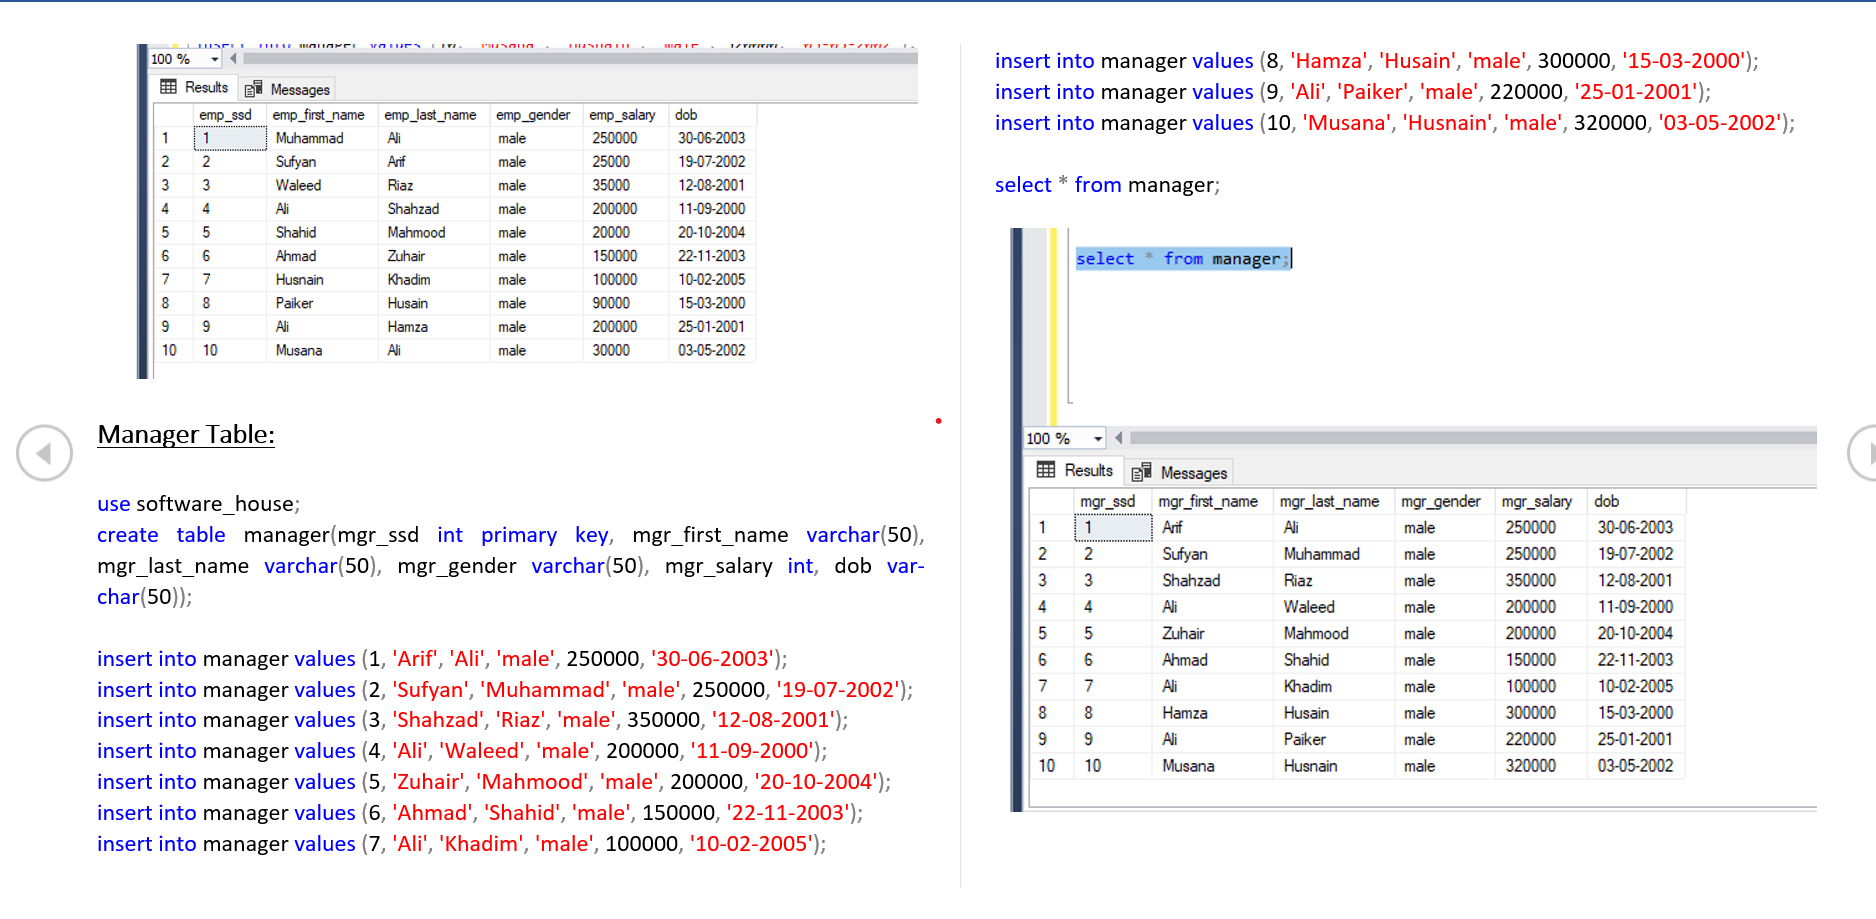 100 %
Results Messages
emp_ssd emp_first_name emp_last_name emp_gender emp_salary dob
1 1 Muhammad Ali male 250000 30-06-2003
2 2 Sufyan Arif male 25000 19-07-2002
3 3 Waleed Riaz male 35000 12-08-2001
4 4 Ali Shahzad male 200000 11-09-2000
5 5 Shahid Mahmood male 20000 20-10-2004
6 6 Ahmad Zuhair male 150000 22-11-2003
7 7 Husnain Khadim male 100000 10-02-2005
8 8 Paiker Husain male 90000 15-03-2000
9 9 Ali Hamza male 200000 25-01-2001
10 10 Musana Ali male 30000 03-05-2002
Manager Table:
use software_house;
create table manager(mgr_ssd int primary key, mgr_first_name varchar(50),
mgr_last_name varchar(50), mgr_gender varchar(50), mgr_salary int, dob var-
char(50));
insert into manager values (1, 'Arif', 'Ali', 'male', 250000, '30-06-2003');
insert into manager values (2, 'Sufyan', 'Muhammad', 'male', 250000, '19-07-2002');
insert into manager values (3, 'Shahzad', 'Riaz', 'male', 350000, '12-08-2001');
insert into manager values (4, 'Ali', 'Waleed', 'male', 200000, '11-09-2000');
insert into manager values (5, 'Zuhair', 'Mahmood', 'male', 200000, '20-10-2004');
insert into manager values (6, 'Ahmad', 'Shahid', 'male', 150000, '22-11-2003');
insert into manager values (7, 'Ali', 'Khadim', 'male', 100000, '10-02-2005');
insert into manager values (8, 'Hamza', 'Husain', 'male', 300000, '15-03-2000');
insert into manager values (9, 'Ali', 'Paiker', 'male', 220000, '25-01-2001');
insert into manager values (10, 'Musana', 'Husnain', 'male', 320000, '03-05-2002');
select * from manager;
select * from manager;
100 %
Results Messages
mgr_ssd mgr_first_name mgr_last_name mgr_gender mgr_salary dob
1 1 Arif Ali male 250000 30-06-2003
2 2 Sufyan Muhammad male 250000 19-07-2002
3 3 Shahzad Riaz male 350000 12-08-2001
4 4 Ali Waleed male 200000 11-09-2000
5 5 Zuhair Mahmood male 200000 20-10-2004
6 6 Ahmad Shahid male 150000 22-11-2003
7 7 Ali Khadim male 100000 10-02-2005
8 8 Hamza Husain male 300000 15-03-2000
9 9 Ali Paiker male 220000 25-01-2001
10 10 Musana Husnain male 320000 03-05-2002